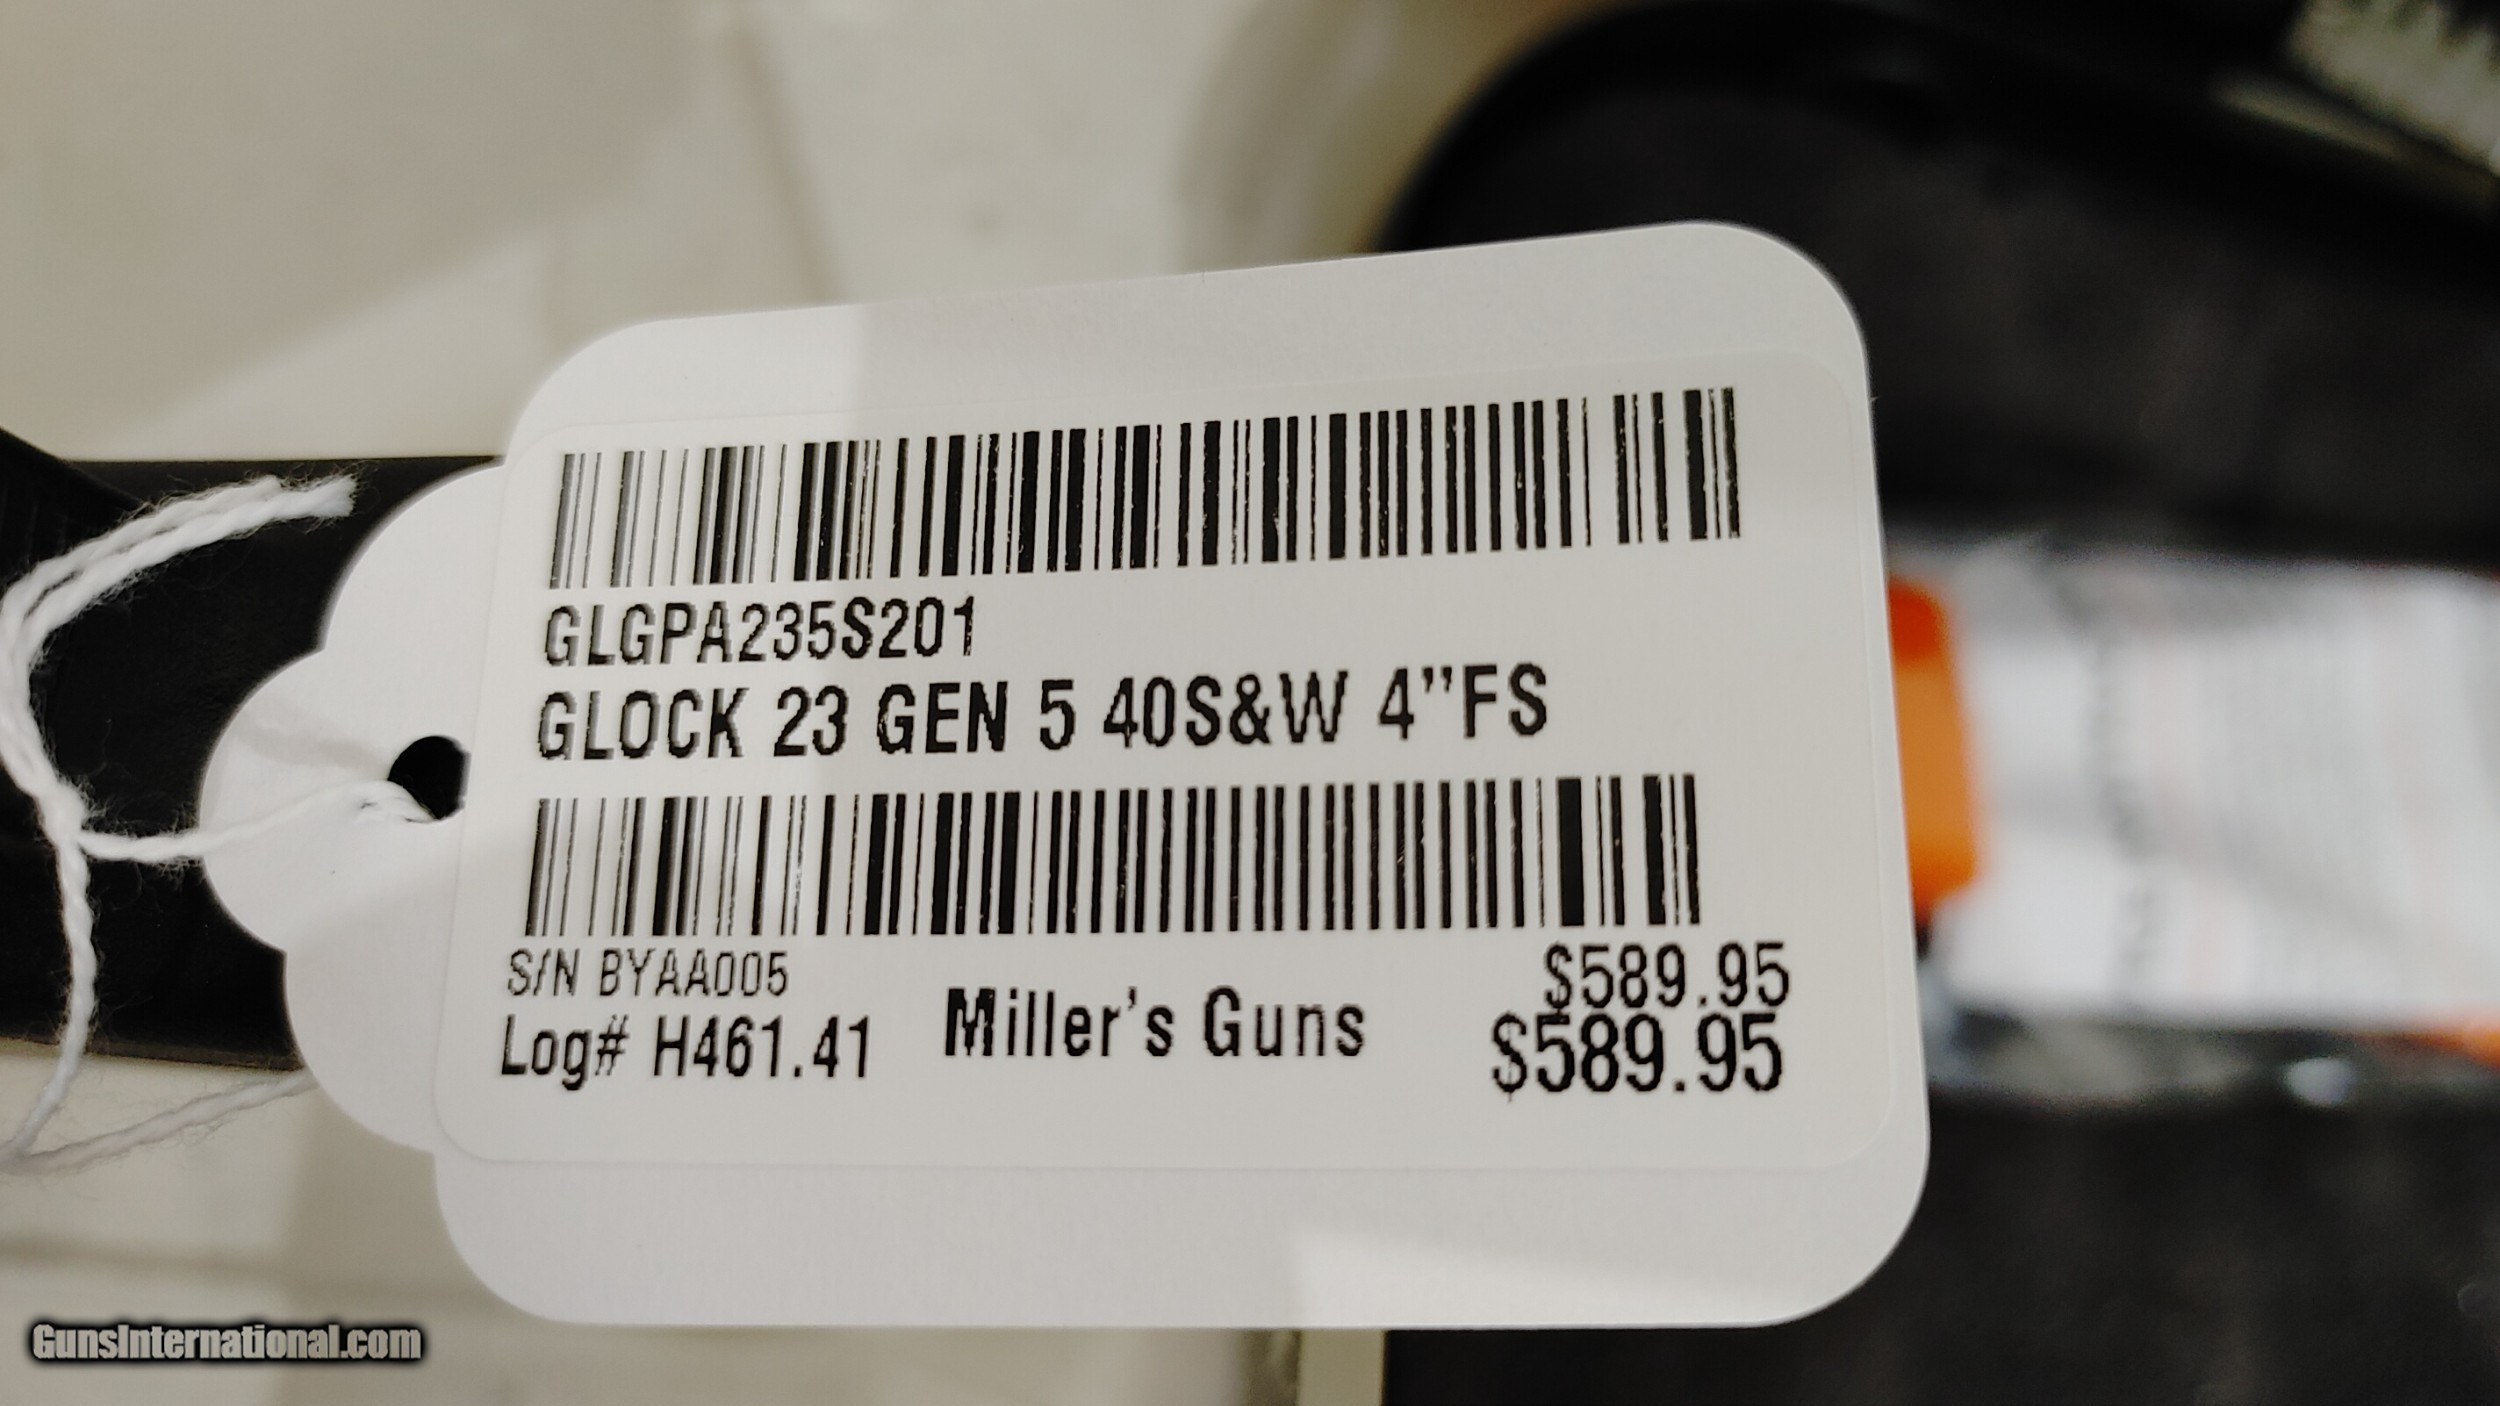 GLGPA235S201
GLOCK 23 GEN 5 40S&W 4"FS
S/N BYAA005
$589.95
Log# H461.41
Miller's Guns
$589.95
GunsInternational.com